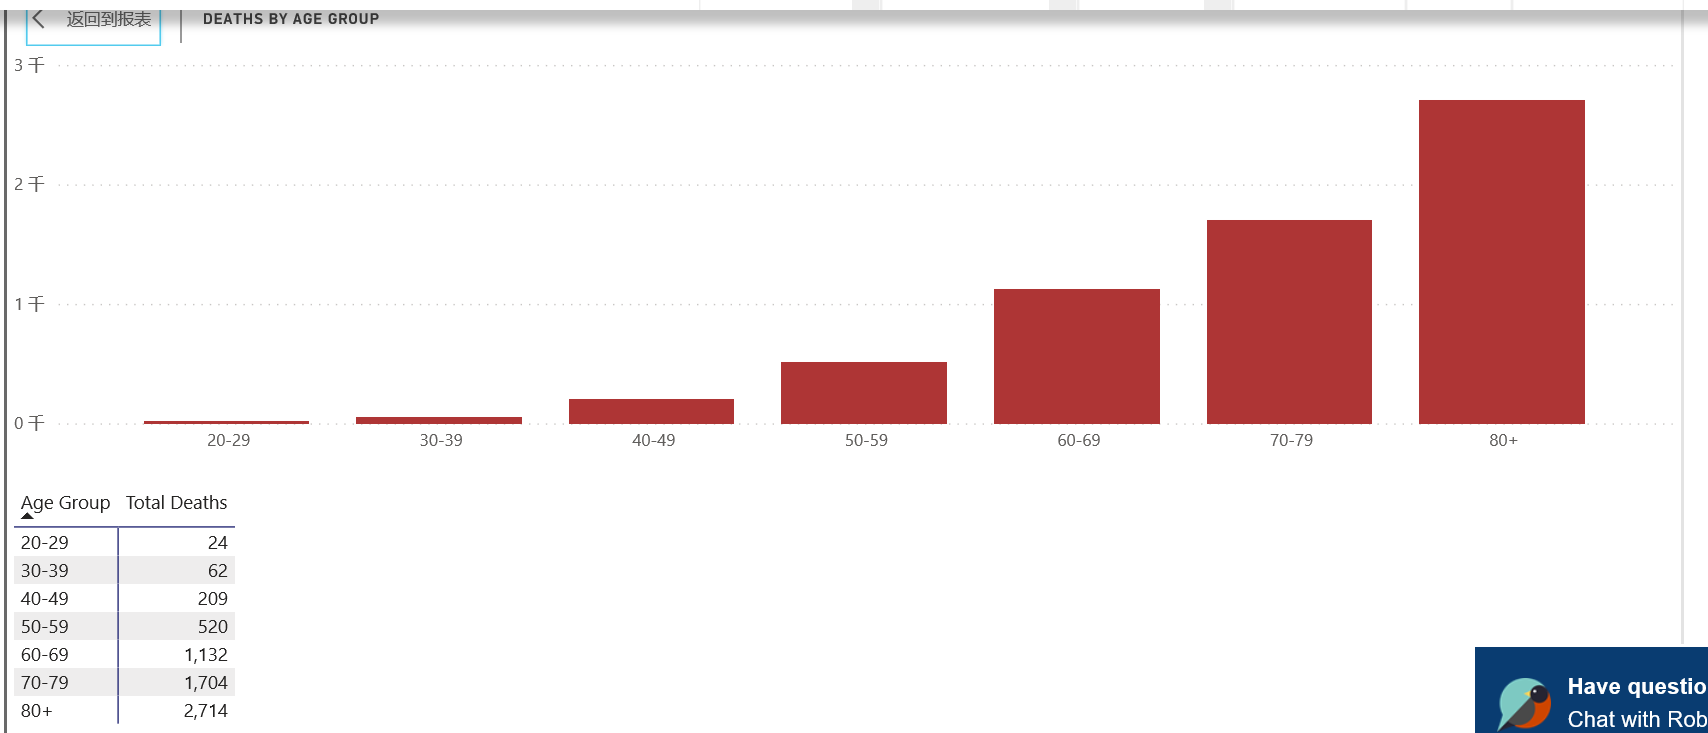 返回到报表
DEATHS BY AGE GROUP
3 千
2 千
1 千
0 千
20-29 30-39 40-49 50-59 60-69 70-79 80+
Age Group Total Deaths
20-29 24
30-39 62
40-49 209
50-59 520
60-69 1,132
70-79 1,704
80+ 2,714
Have questio
Chat with Rob